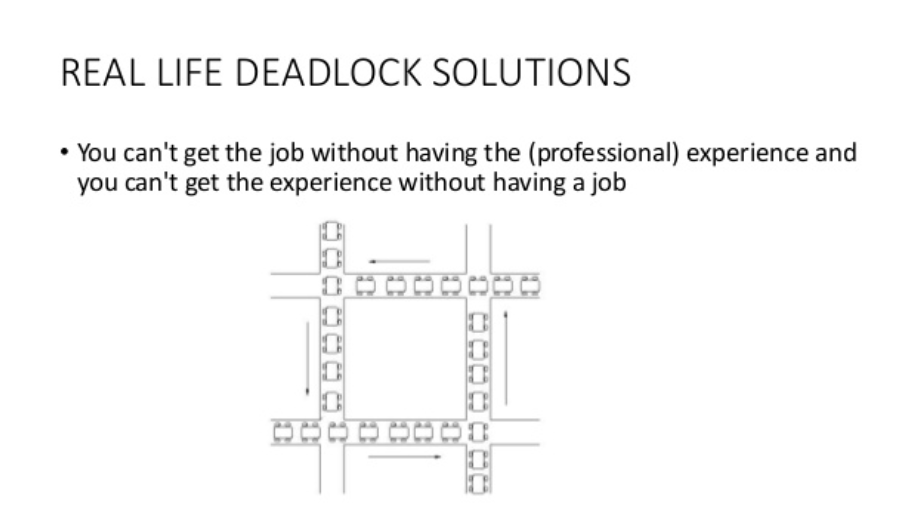 REAL LIFE DEADLOCK SOLUTIONS
• You can't get the job without having the (professional) experience and
you can't get the experience without having a job